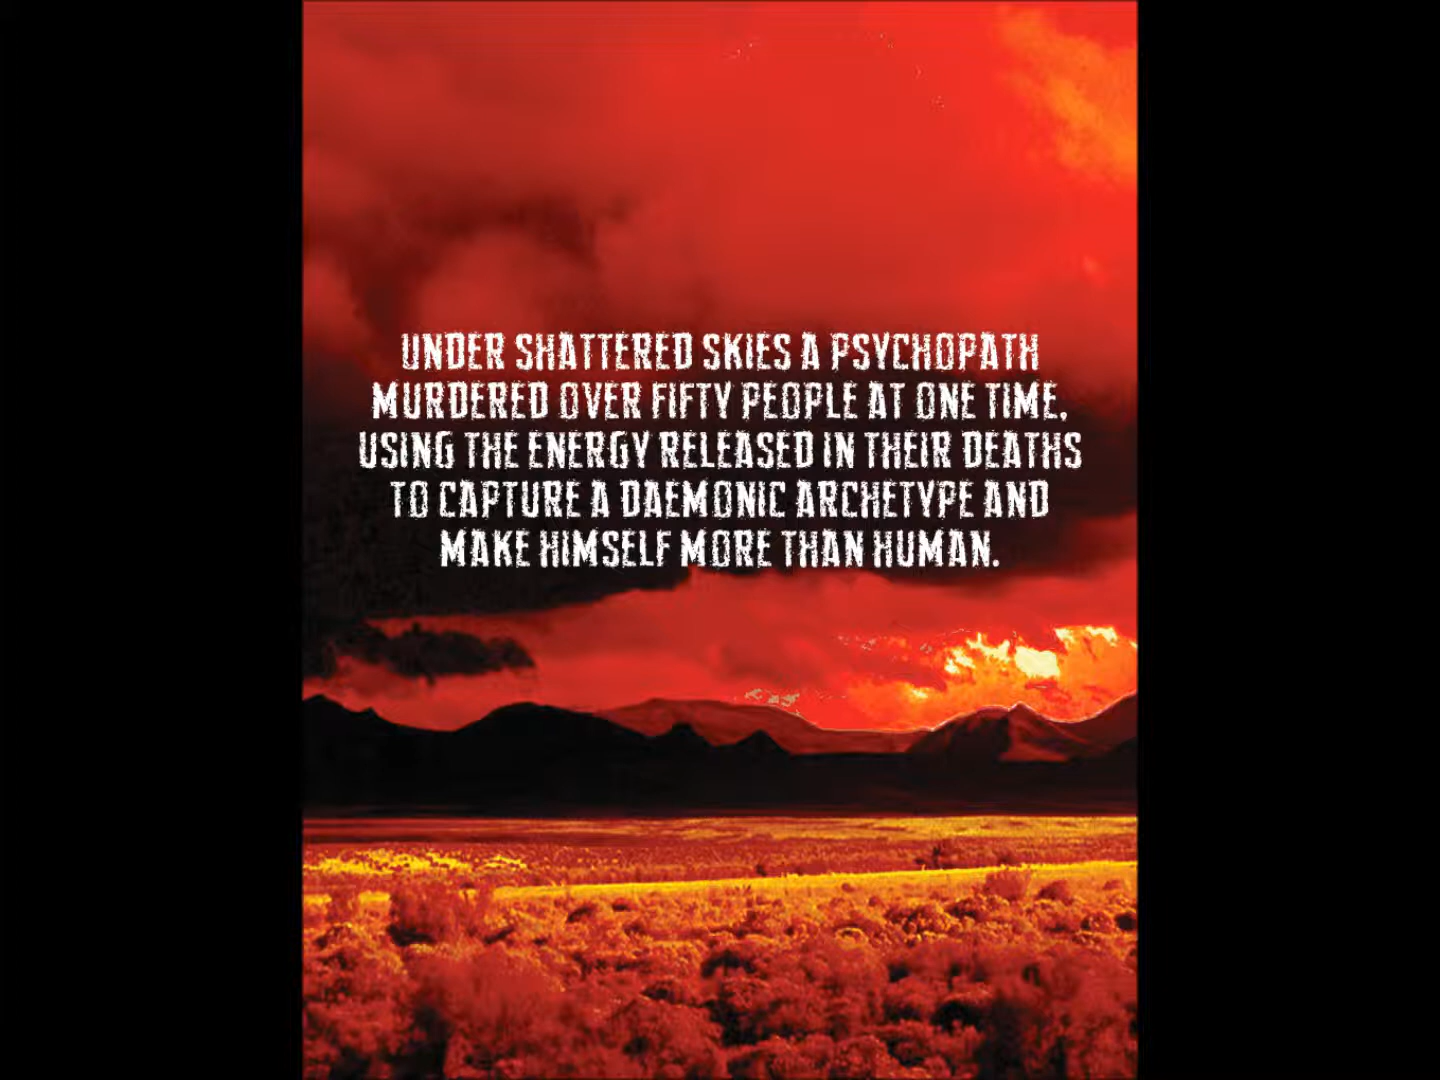 UNDER SHATTERED SKIES A PSYCHOPATH
MURDERED OVER FIFTY PEOPLE AT ONE TIME,
USING THE ENERGY RELEASED IN THEIR DEATHS
TO CAPTURE A DAEMONIC ARCHETYPE AND
MAKE HIMSELF MORE THAN HUMAN.